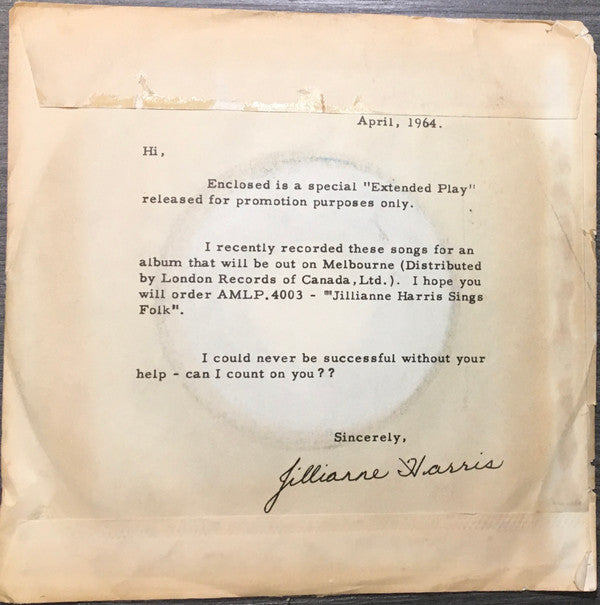 April, 1964.
Hi,
Enclosed is a special "Extended Play"
released for promotion purposes only.
I recently recorded these songs for an
album that will be out on Melbourne (Distributed
by London Records of Canada, Ltd.). I hope you
will order AMLP.4003 - "'Jillianne Harris Sings
Folk".
I could never be successful without your
help - can I count on you??
Sincerely,
Jillianne Harris